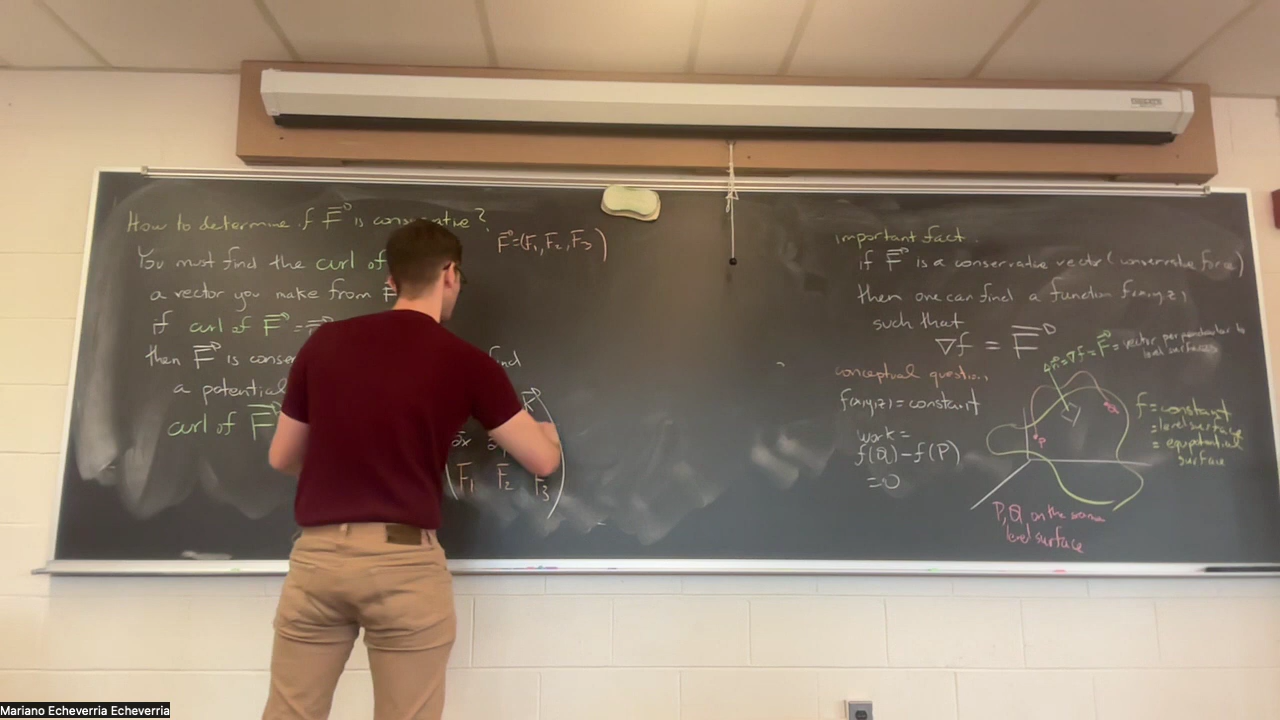 How to determine if F is conservative?
F=(F₁,F₂,F₃)
You must find the curl of
a vector you make from F
if curl of F =
then F is conser find
a potential
curl of F
K
∂x
F₁ F₂ F₃
important fact.
if F is a conservative vector (conservative force)
then one can find a function f(x,y,z)
such that
∇f = F
conceptual question.
f(x,y,z) = constant
work =
f(Q) - f(P)
=0
n=∇f=F= vector perpendicular to
level surfaces
Q
P
f=constant
=level surface
= equipotential
surface
P,Q on the same
level surface
Mariano Echeverria Echeverria